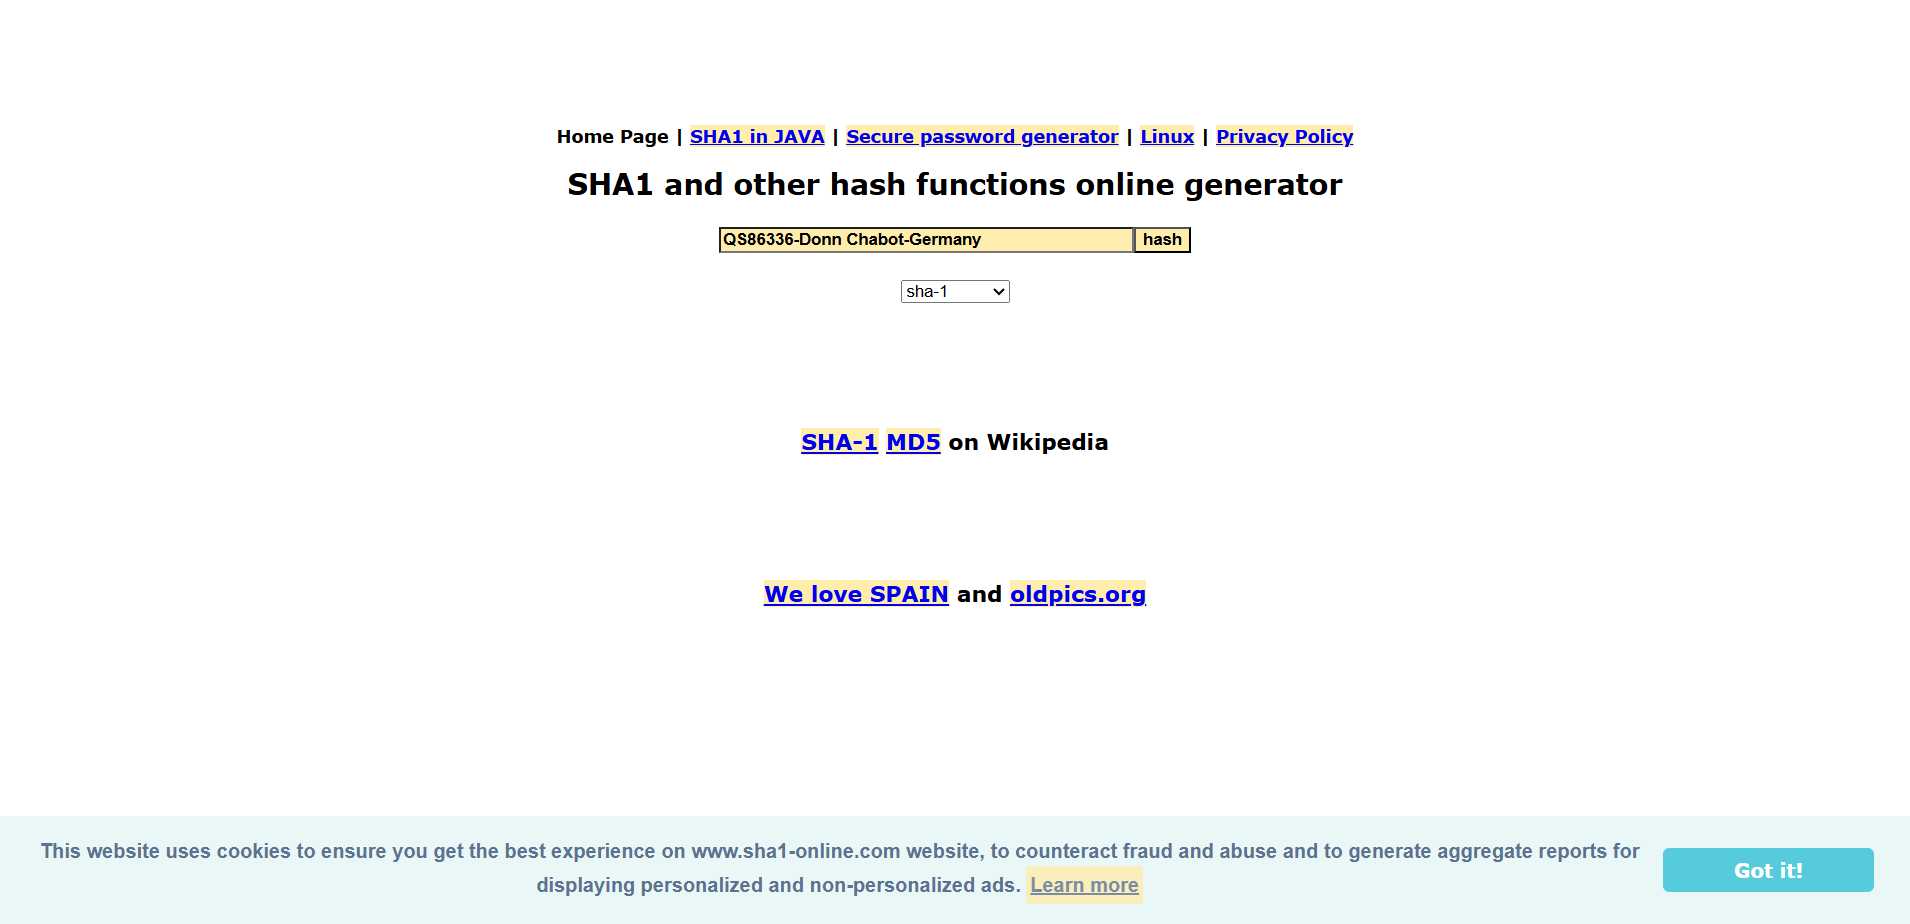 Home Page | SHA1 in JAVA | Secure password generator | Linux | Privacy Policy
SHA1 and other hash functions online generator
QS86336-Donn Chabot-Germany hash
sha-1
SHA-1 MD5 on Wikipedia
We love SPAIN and oldpics.org
This website uses cookies to ensure you get the best experience on www.sha1-online.com website, to counteract fraud and abuse and to generate aggregate reports for
displaying personalized and non-personalized ads. Learn more
Got it!